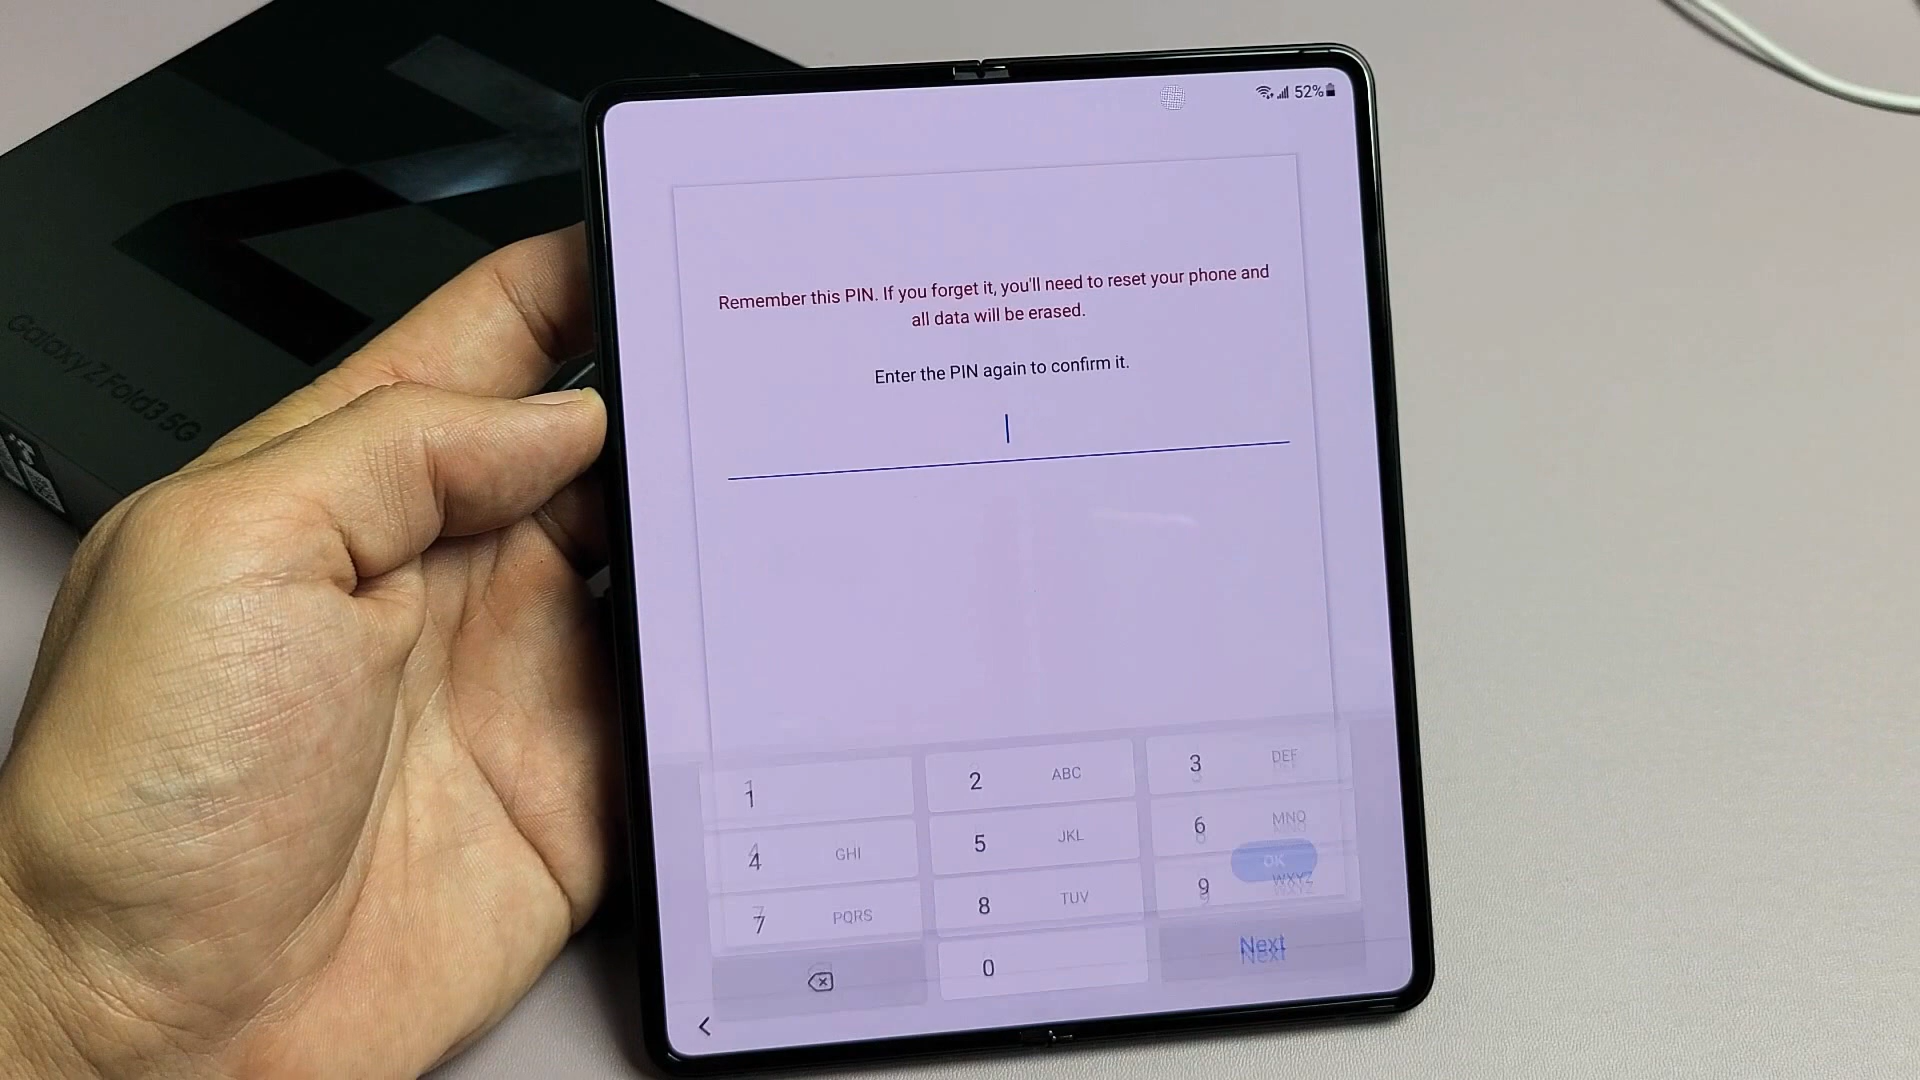 52%
Remember this PIN. If you forget it, you'll need to reset your phone and
all data will be erased.
Enter the PIN again to confirm it.
1
2 ABC
3 DEF
4 GHI
5 JKL
6 MNO
OK
7 PQRS
8 TUV
9 WXYZ
0
Next
Galaxy Z Fold3 5G